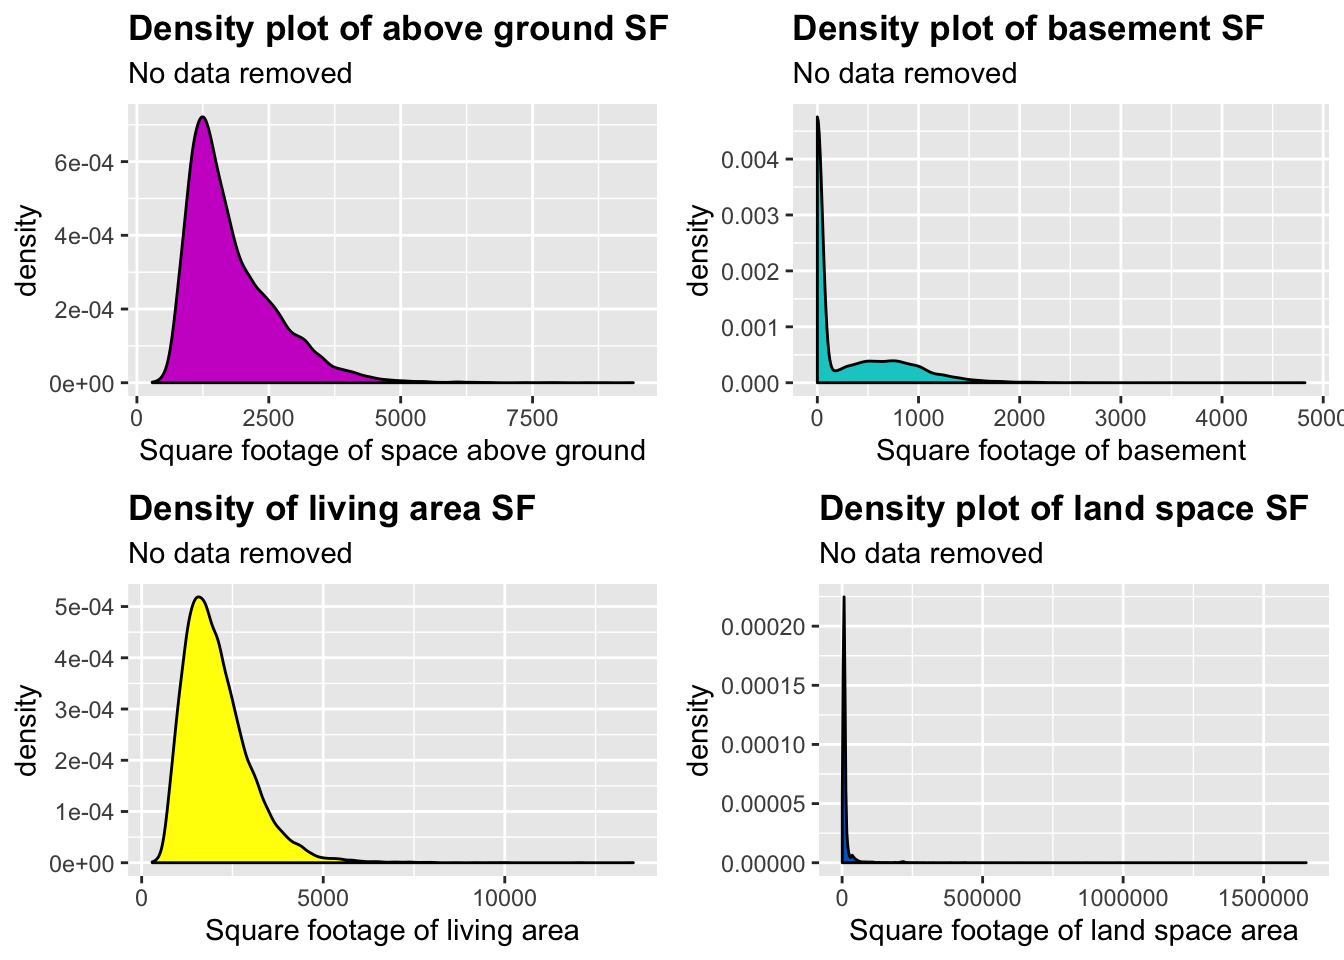 Density plot of above ground SF
No data removed
density
6e-04
4e-04
2e-04
0e+00
0 2500 5000 7500
Square footage of space above ground
Density plot of basement SF
No data removed
density
0.004
0.003
0.002
0.001
0.000
0 1000 2000 3000 4000 5000
Square footage of basement
Density of living area SF
No data removed
density
5e-04
4e-04
3e-04
2e-04
1e-04
0e+00
0 5000 10000
Square footage of living area
Density plot of land space SF
No data removed
density
0.00020
0.00015
0.00010
0.00005
0.00000
0 500000 1000000 1500000
Square footage of land space area